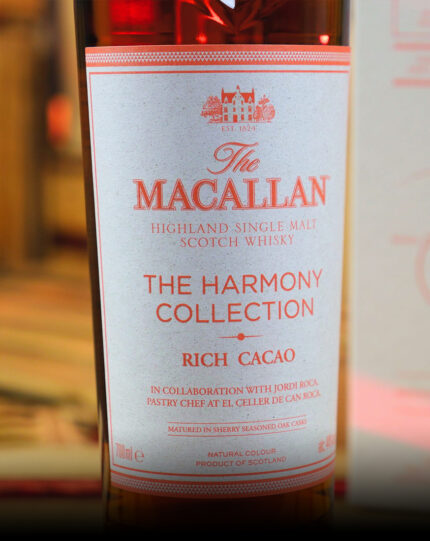 EST. 1824
The
MACALLAN
HIGHLAND SINGLE MALT
SCOTCH WHISKY
THE HARMONY
COLLECTION
RICH CACAO
IN COLLABORATION WITH JORDI ROCA,
PASTRY CHEF AT EL CELLER DE CAN ROCA.
MATURED IN SHERRY SEASONED OAK CASKS
700ml e
NATURAL COLOUR
PRODUCT OF SCOTLAND